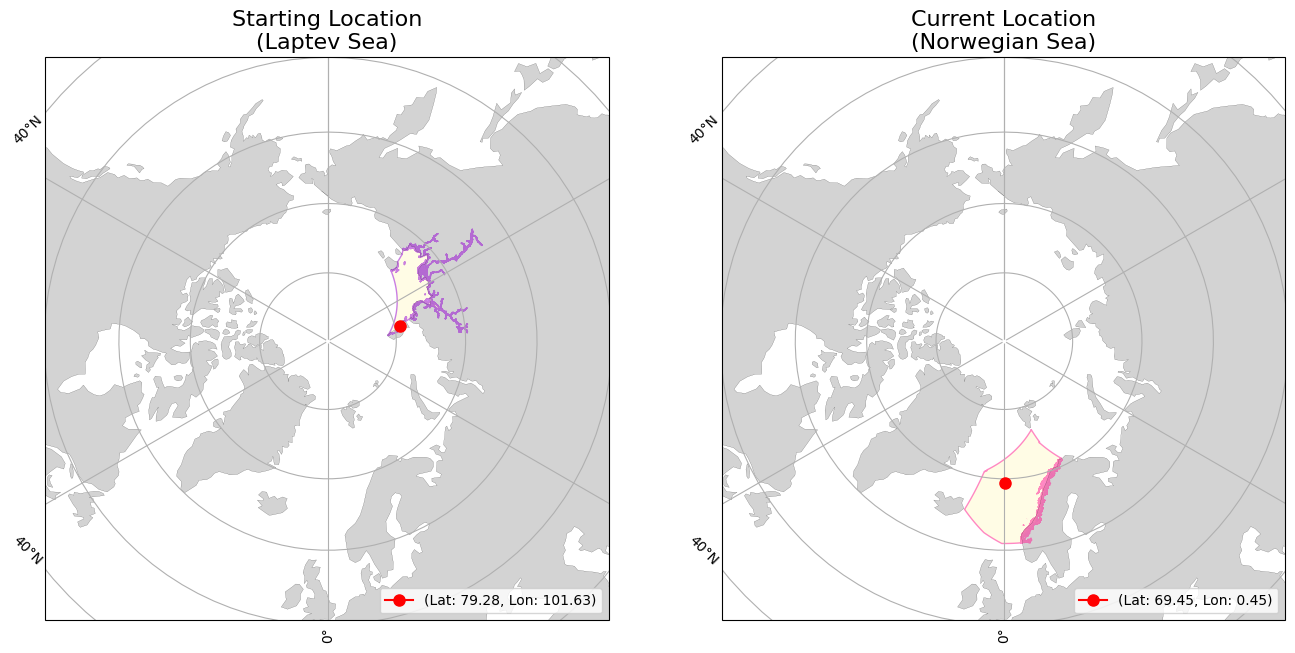 Starting Location
(Laptev Sea)
40°N
40°N
0°
(Lat: 79.28, Lon: 101.63)
Current Location
(Norwegian Sea)
40°N
40°N
0°
(Lat: 69.45, Lon: 0.45)